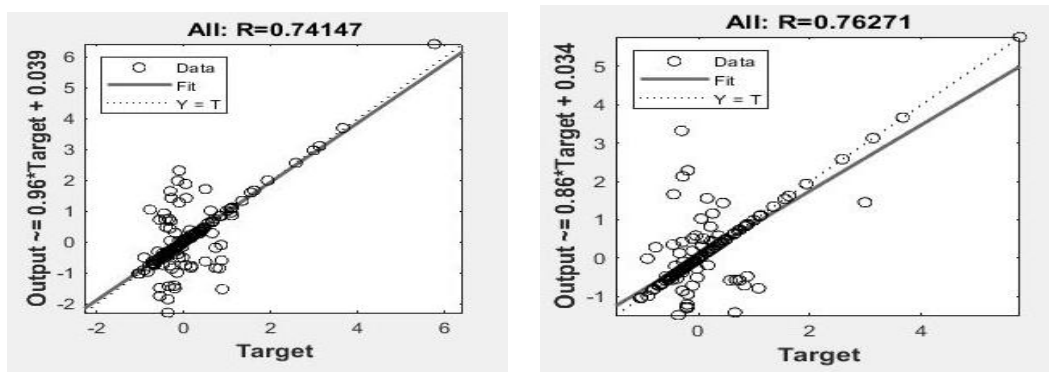 All: R=0.74147
Output ~= 0.96*Target + 0.039
6
5
4
3
2
1
0
-1
-2
Data
Fit
Y = T
-2
0
2
4
6
Target
All: R=0.76271
Output ~= 0.86*Target + 0.034
5
4
3
2
1
0
-1
Data
Fit
Y = T
0
2
4
Target